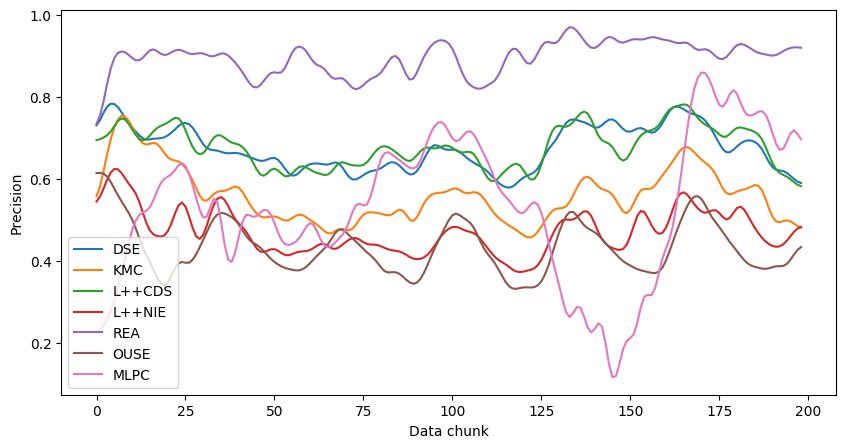 1.0
0.8
0.6
0.4
0.2
Precision
DSE
KMC
L++CDS
L++NIE
REA
OUSE
MLPC
0 25 50 75 100 125 150 175 200
Data chunk